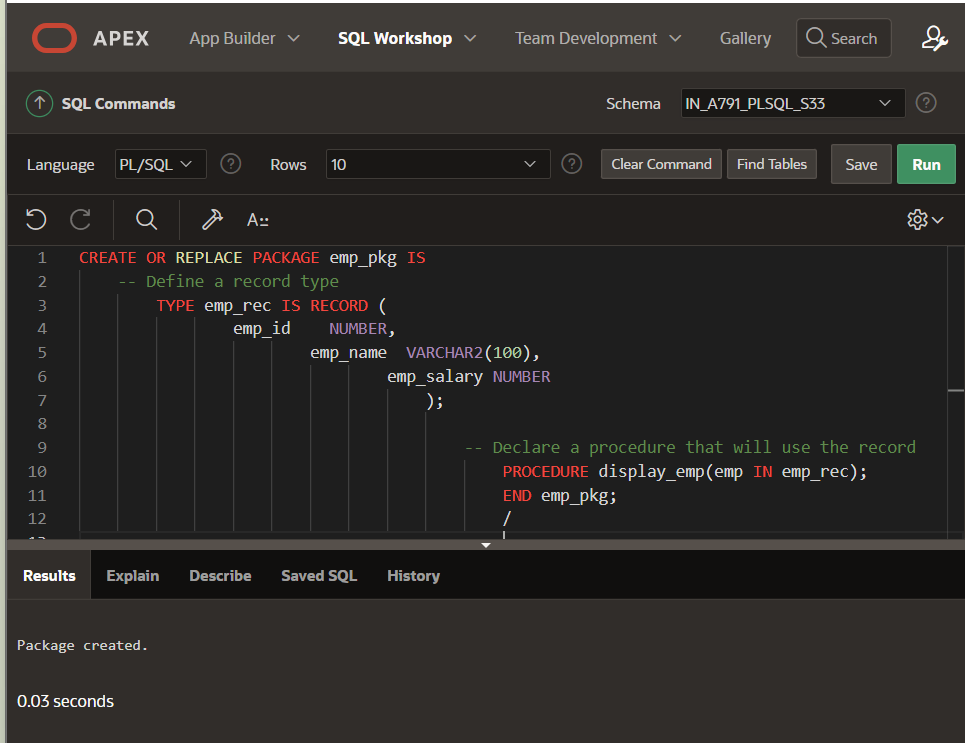 APEX App Builder SQL Workshop Team Development Gallery Search
SQL Commands Schema IN_A791_PLSQL_S33
Language PL/SQL Rows 10 Clear Command Find Tables Save Run
A::
1 CREATE OR REPLACE PACKAGE emp_pkg IS
2 -- Define a record type
3 TYPE emp_rec IS RECORD (
4 emp_id NUMBER,
5 emp_name VARCHAR2(100),
6 emp_salary NUMBER
7 );
8
9 -- Declare a procedure that will use the record
10 PROCEDURE display_emp(emp IN emp_rec);
11 END emp_pkg;
12 /
Results Explain Describe Saved SQL History
Package created.
0.03 seconds